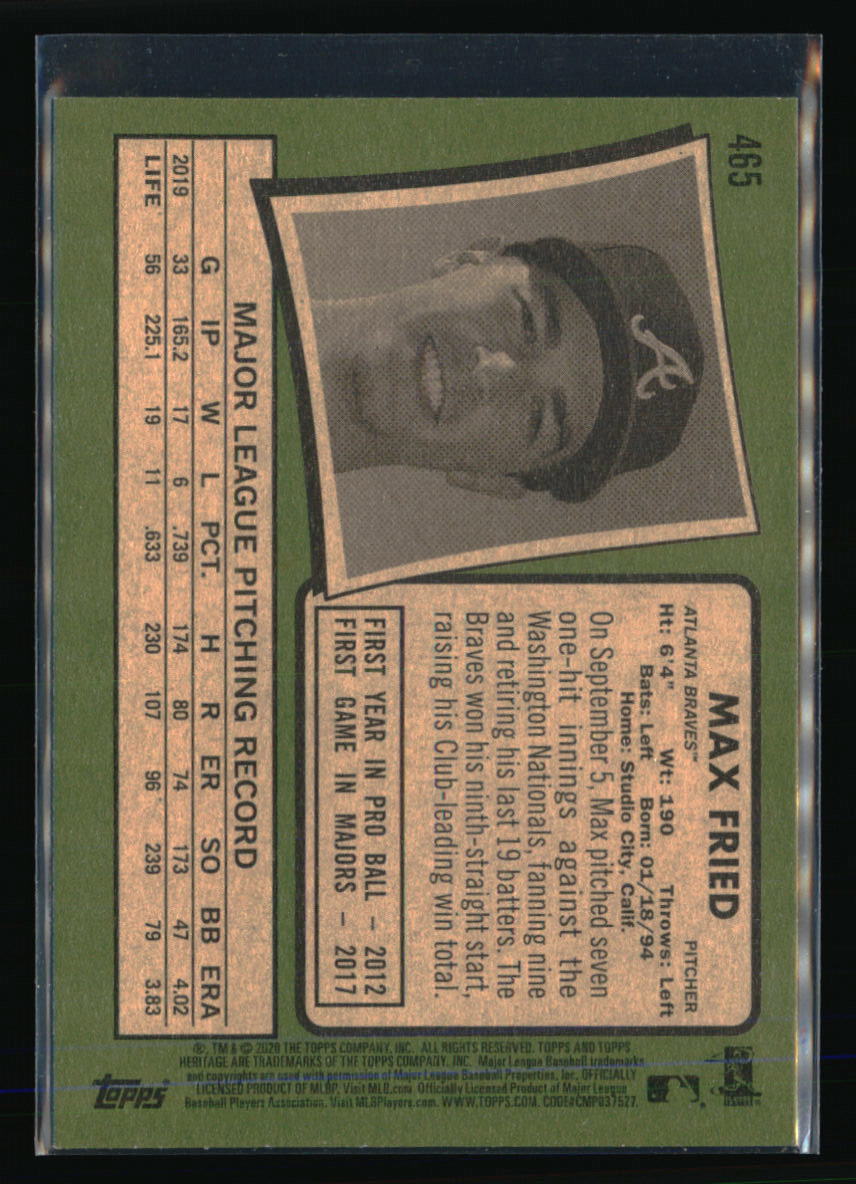 465
MAX FRIED
ATLANTA BRAVES™ PITCHER
Ht: 6'4" Wt: 190 Throws: Left
Bats: Left Born: 01/18/94
Home: Studio City, Calif.
On September 5, Max pitched seven
one-hit innings against the
Washington Nationals, fanning nine
and retiring his last 19 batters. The
Braves won his ninth-straight start,
raising his Club-leading win total.
FIRST YEAR IN PRO BALL – 2012
FIRST GAME IN MAJORS – 2017
A
MAJOR LEAGUE PITCHING RECORD
G IP W L PCT. H R ER SO BB ERA
2019 33 165.2 17 6 .739 174 80 74 173 47 4.02
LIFE 56 225.1 19 11 .633 230 107 96 239 79 3.83
®, TM & © 2020 THE TOPPS COMPANY, INC. ALL RIGHTS RESERVED. TOPPS AND TOPPS
HERITAGE ARE TRADEMARKS OF THE TOPPS COMPANY, INC. Major League Baseball trademarks
and copyrights are used with permission of Major League Baseball Properties, Inc. OFFICIALLY
LICENSED PRODUCT OF MLBP. Visit MLB.com. Officially Licensed Product of Major League
Baseball Players Association. Visit MLBPlayers.com. WWW.TOPPS.COM. CODE#CMP037527.
topps